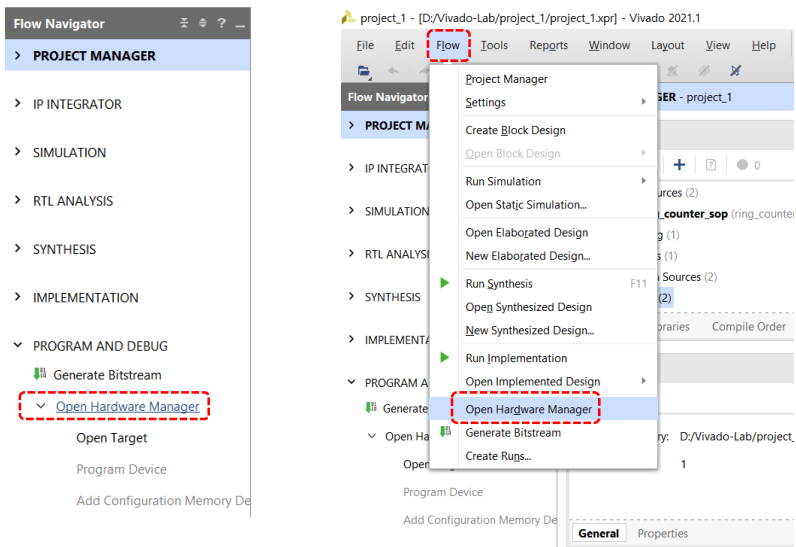 Flow Navigator
?
PROJECT MANAGER
IP INTEGRATOR
SIMULATION
RTL ANALYSIS
SYNTHESIS
IMPLEMENTATION
PROGRAM AND DEBUG
Generate Bitstream
Open Hardware Manager
Open Target
Program Device
Add Configuration Memory De
project_1 - [D:/Vivado-Lab/project_1/project_1.xpr] - Vivado 2021.1
File Edit Flow Tools Reports Window Layout View Help
Flow Navigator
PROJECT MA
IP INTEGRAT
SIMULATION
RTL ANALYSI
SYNTHESIS
IMPLEMENTA
PROGRAM A
Generate
Open Ha
Open
Program Device
Add Configuration Memory De
Project Manager
Settings
Create Block Design
Open Block Design
Run Simulation
Open Static Simulation...
Open Elaborated Design
New Elaborated Design...
Run Synthesis F11
Open Synthesized Design
New Synthesized Design...
Run Implementation
Open Implemented Design
Open Hardware Manager
Generate Bitstream
Create Runs...
GER - project_1
? 0
urces (2)
_counter_sop (ring_counter
g (1)
s (1)
Sources (2)
(2)
braries Compile Order
ry: D:/Vivado-Lab/project_
1
General Properties